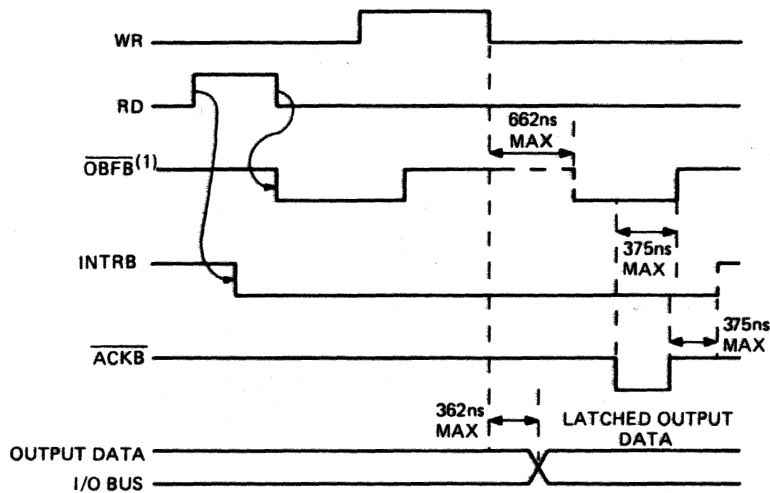 WR
RD
662ns
MAX
OBFB(1)
375ns
MAX
INTRB
375ns
MAX
ACKB
362ns
MAX
LATCHED OUTPUT
DATA
OUTPUT DATA
I/O BUS